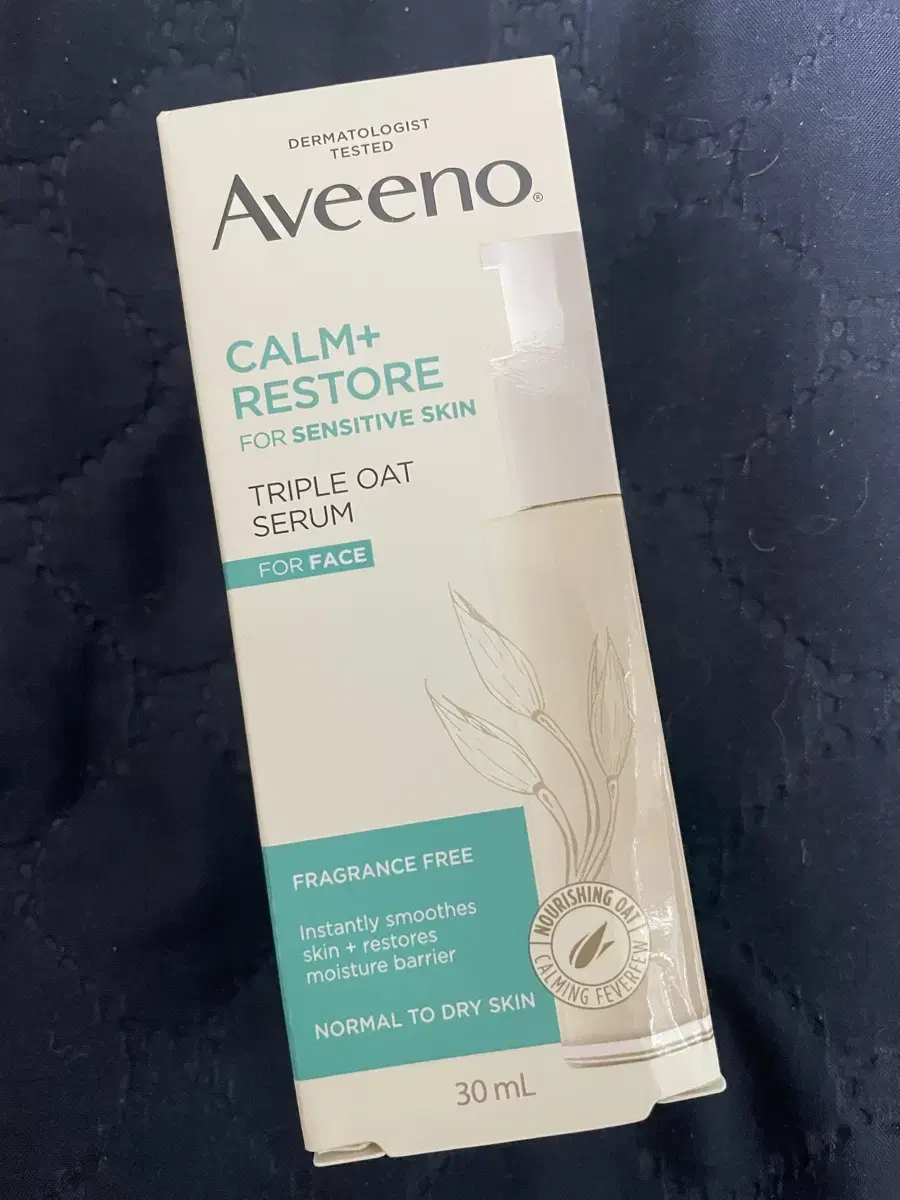 DERMATOLOGIST
TESTED
Aveeno®
CALM+
RESTORE
FOR SENSITIVE SKIN
TRIPLE OAT
SERUM
FOR FACE
FRAGRANCE FREE
Instantly smoothes
skin + restores
moisture barrier
NORMAL TO DRY SKIN
NOURISHING OAT
CALMING FEVERFEW
30 mL